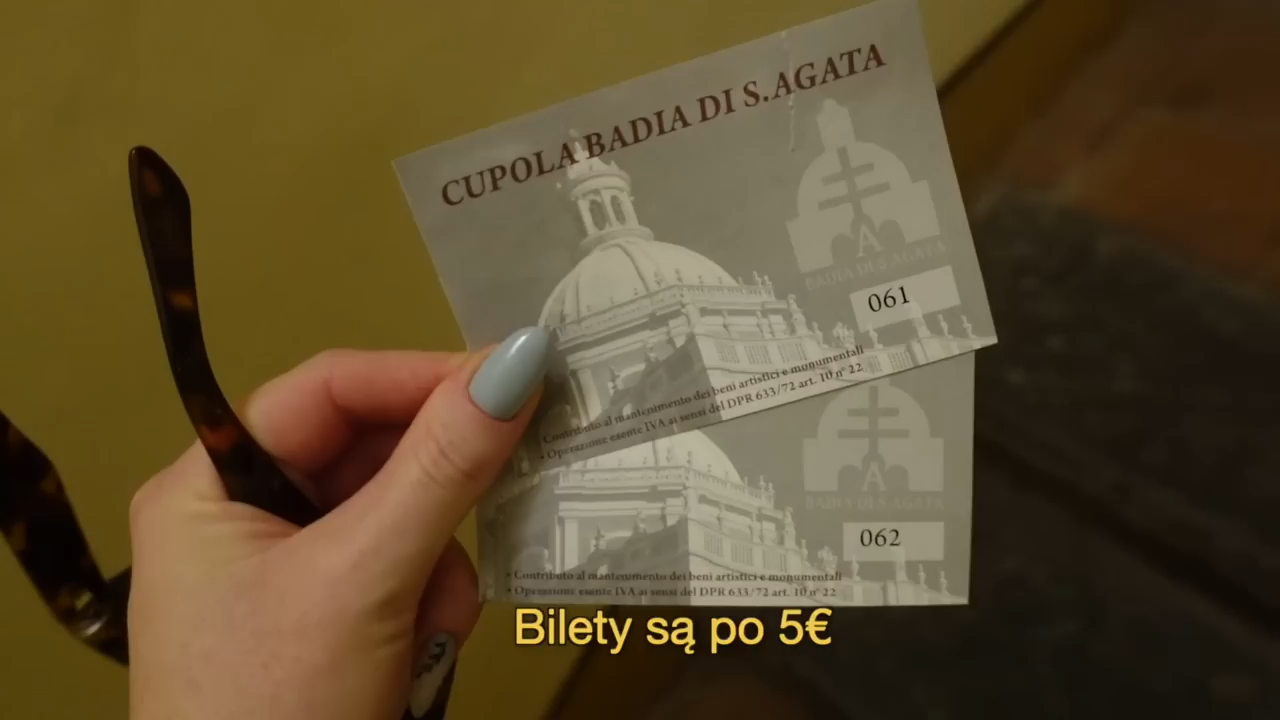 CUPOLA BADIA DI S.AGATA
A
BADIA DI S.AGATA
061
• Contributo al mantenimento dei beni artistici e monumentali
• Operazione esente IVA ai sensi del DPR 633/72 art. 10 n° 22
A
BADIA DI S.AGATA
062
• Contributo al mantenimento dei beni artistici e monumentali
• Operazione esente IVA ai sensi del DPR 633/72 art. 10 n° 22
Bilety są po 5€